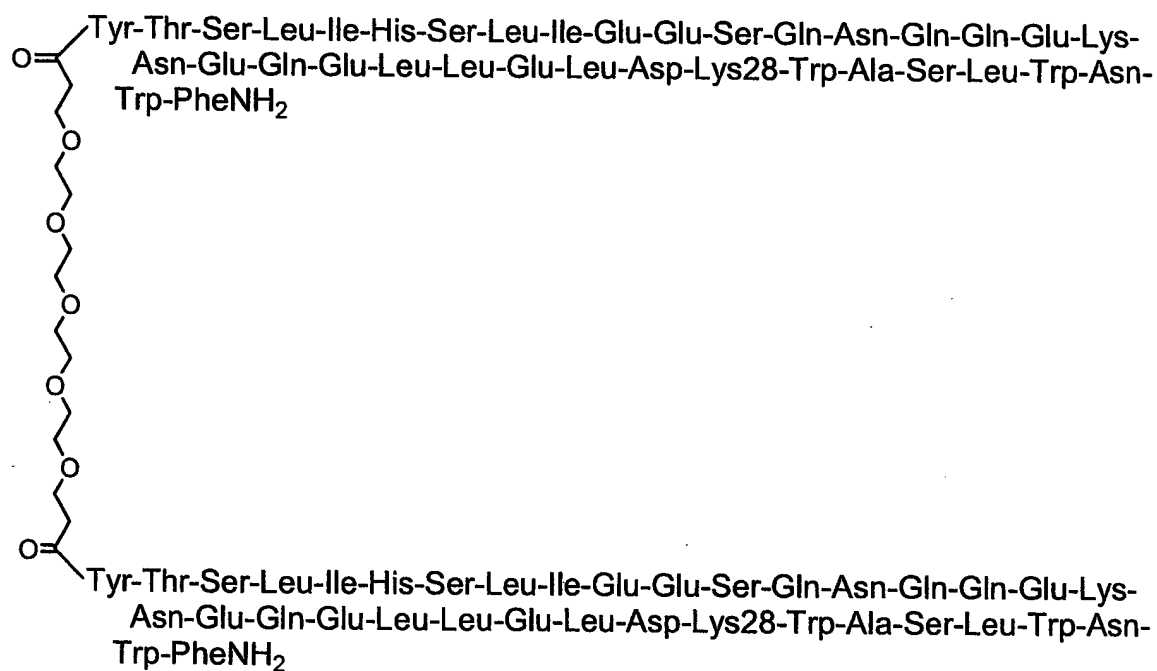 Tyr-Thr-Ser-Leu-Ile-His-Ser-Leu-Ile-Glu-Glu-Ser-Gln-Asn-Gln-Gln-Glu-Lys-
O
Asn-Glu-Gln-Glu-Leu-Leu-Glu-Leu-Asp-Lys28-Trp-Ala-Ser-Leu-Trp-Asn-
Trp-PheNH2
O
O
O
O
O
O
Tyr-Thr-Ser-Leu-Ile-His-Ser-Leu-Ile-Glu-Glu-Ser-Gln-Asn-Gln-Gln-Glu-Lys-
Asn-Glu-Gln-Glu-Leu-Leu-Glu-Leu-Asp-Lys28-Trp-Ala-Ser-Leu-Trp-Asn-
Trp-PheNH2